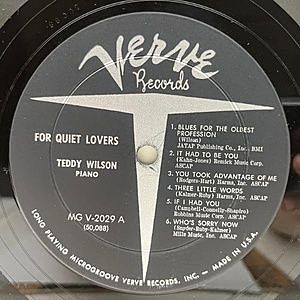 Verve
Records
FOR QUIET LOVERS
TEDDY WILSON
PIANO
MG V-2029 A
(50,088)
1. BLUES FOR THE OLDEST
PROFESSION
(Wilson)
JATAP Publishing Co., Inc. BMI
2. IT HAD TO BE YOU
(Kahn-Jones) Remick Music Corp.
ASCAP
3. YOU TOOK ADVANTAGE OF ME
(Rodgers-Hart) Harms, Inc. ASCAP
4. THREE LITTLE WORDS
(Kalmar-Ruby) Harms, Inc. ASCAP
5. IF I HAD YOU
(Campbell-Connelly-Shapiro)
Robbins Music Corp. ASCAP
6. WHO'S SORRY NOW
(Snyder-Ruby-Kalmer)
Mills Music, Inc. ASCAP
LONG PLAYING MICROGROOVE VERVE RECORDS, INC. - MADE IN U.S.A.